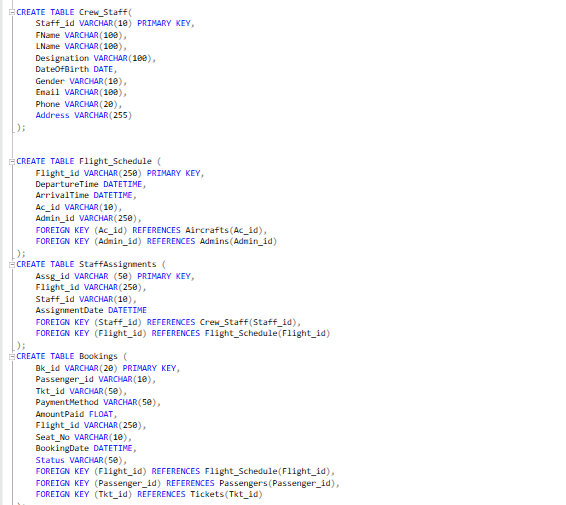 CREATE TABLE Crew_Staff(
Staff_id VARCHAR(10) PRIMARY KEY,
FName VARCHAR(100),
LName VARCHAR(100),
Designation VARCHAR(100),
DateOfBirth DATE,
Gender VARCHAR(10),
Email VARCHAR(100),
Phone VARCHAR(20),
Address VARCHAR(255)
);
CREATE TABLE Flight_Schedule (
Flight_id VARCHAR(250) PRIMARY KEY,
DepartureTime DATETIME,
ArrivalTime DATETIME,
Ac_id VARCHAR(10),
Admin_id VARCHAR(250),
FOREIGN KEY (Ac_id) REFERENCES Aircrafts(Ac_id),
FOREIGN KEY (Admin_id) REFERENCES Admins(Admin_id)
);
CREATE TABLE StaffAssignments (
Assg_id VARCHAR (50) PRIMARY KEY,
Flight_id VARCHAR(250),
Staff_id VARCHAR(10),
AssignmentDate DATETIME
FOREIGN KEY (Staff_id) REFERENCES Crew_Staff(Staff_id),
FOREIGN KEY (Flight_id) REFERENCES Flight_Schedule(Flight_id)
);
CREATE TABLE Bookings (
Bk_id VARCHAR(20) PRIMARY KEY,
Passenger_id VARCHAR(10),
Tkt_id VARCHAR(50),
PaymentMethod VARCHAR(50),
AmountPaid FLOAT,
Flight_id VARCHAR(250),
Seat_No VARCHAR(10),
BookingDate DATETIME,
Status VARCHAR(50),
FOREIGN KEY (Flight_id) REFERENCES Flight_Schedule(Flight_id),
FOREIGN KEY (Passenger_id) REFERENCES Passengers(Passenger_id),
FOREIGN KEY (Tkt_id) REFERENCES Tickets(Tkt_id)